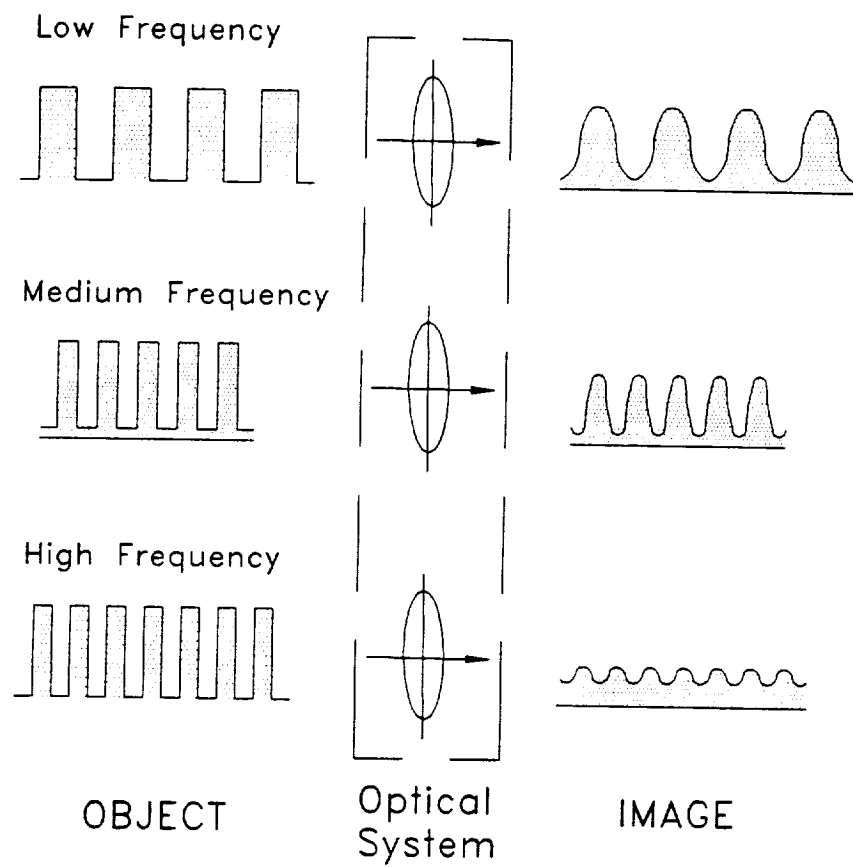 Low Frequency
Medium Frequency
High Frequency
OBJECT
Optical
System
IMAGE